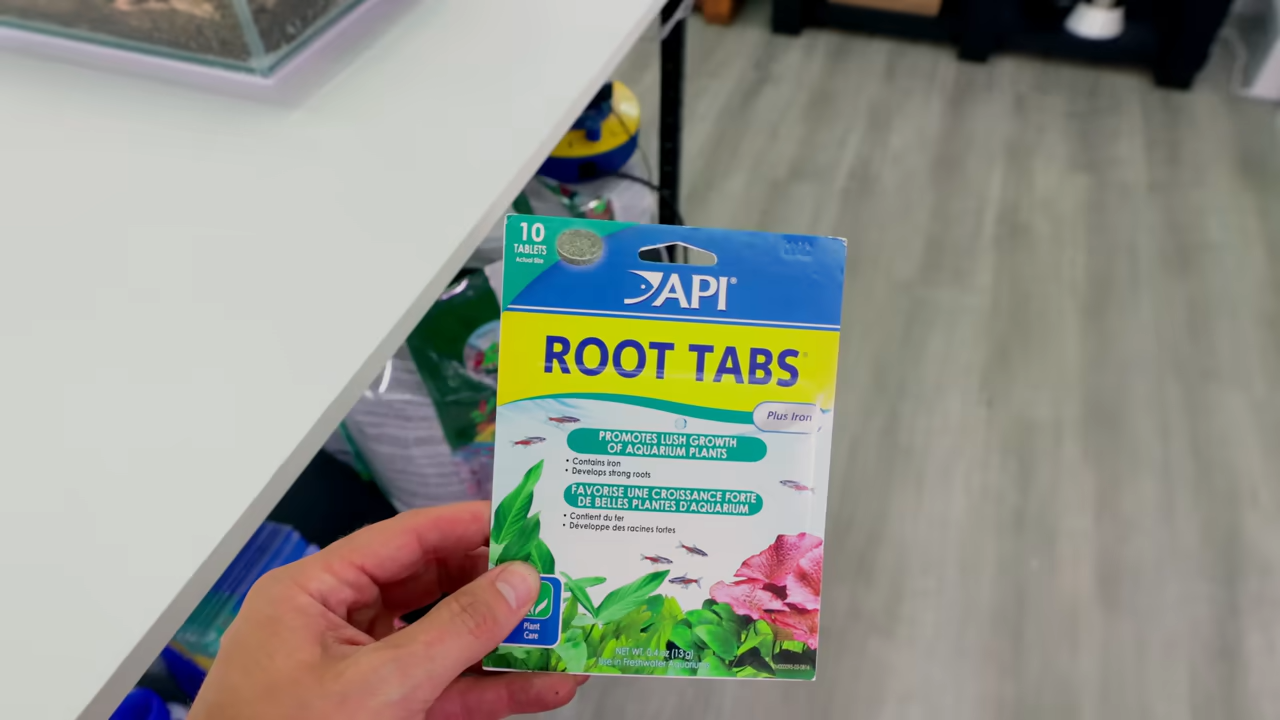 10
TABLETS
Actual Size
API®
ROOT TABS®
Plus Iron
PROMOTES LUSH GROWTH
OF AQUARIUM PLANTS
• Contains iron
• Develops strong roots
FAVORISE UNE CROISSANCE FORTE
DE BELLES PLANTES D'AQUARIUM
• Contient du fer
• Développe des racines fortes
Plant
Care
NET WT 0.4 oz (13 g)
Use in Freshwater Aquarium